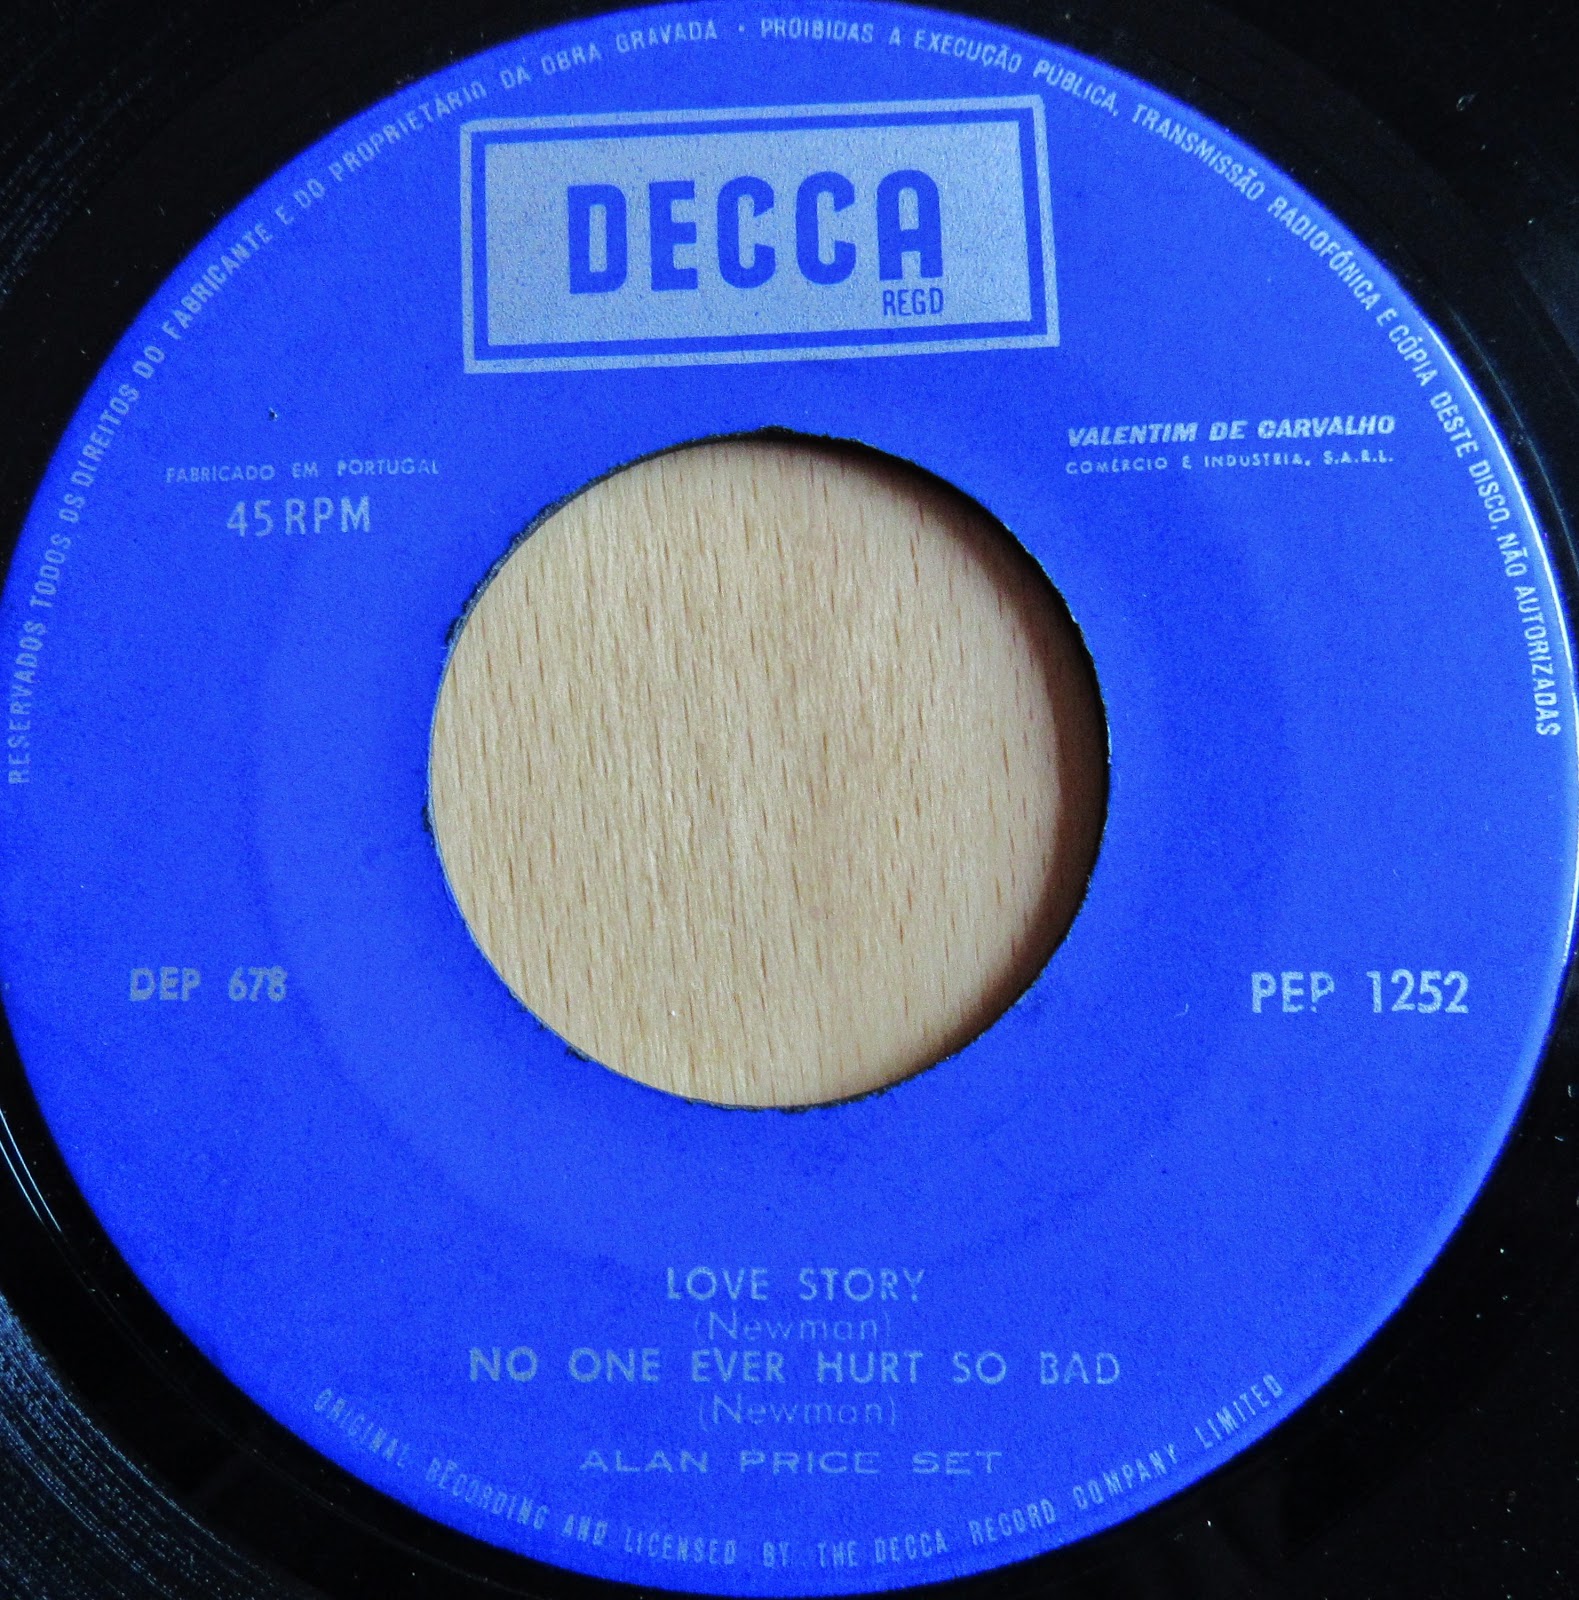 RESERVADOS TODOS OS DIREITOS DO FABRICANTE E DO PROPRIETÁRIO DA OBRA GRAVADA · PROIBIDAS A EXECUÇÃO PÚBLICA, TRANSMISSÃO RADIOFÓNICA E CÓPIA DESTE DISCO, NÃO AUTORIZADAS
DECCA
REGD
VALENTIM DE CARVALHO
COMÉRCIO E INDÚSTRIA, S.A.R.L.
FABRICADO EM PORTUGAL
45 RPM
DEP 678
PEP 1252
LOVE STORY
(Newman)
NO ONE EVER HURT SO BAD
(Newman)
ALAN PRICE SET
ORIGINAL RECORDING AND LICENSED BY THE DECCA RECORD COMPANY LIMITED